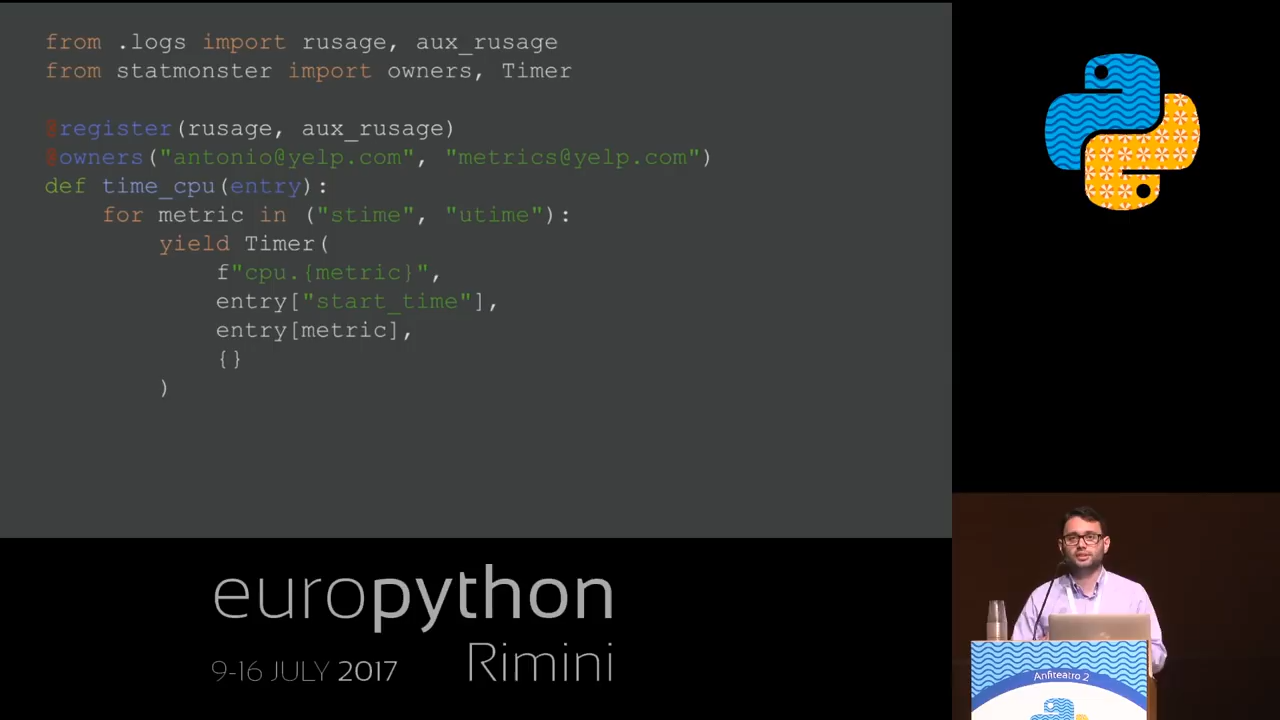 from .logs import rusage, aux_rusage
from statmonster import owners, Timer
@register(rusage, aux_rusage)
@owners("antonio@yelp.com", "metrics@yelp.com")
def time_cpu(entry):
    for metric in ("stime", "utime"):
        yield Timer(
            f"cpu.{metric}",
            entry["start_time"],
            entry[metric],
            {}
        )
europython
9-16 JULY 2017 Rimini
Anfiteatro 2